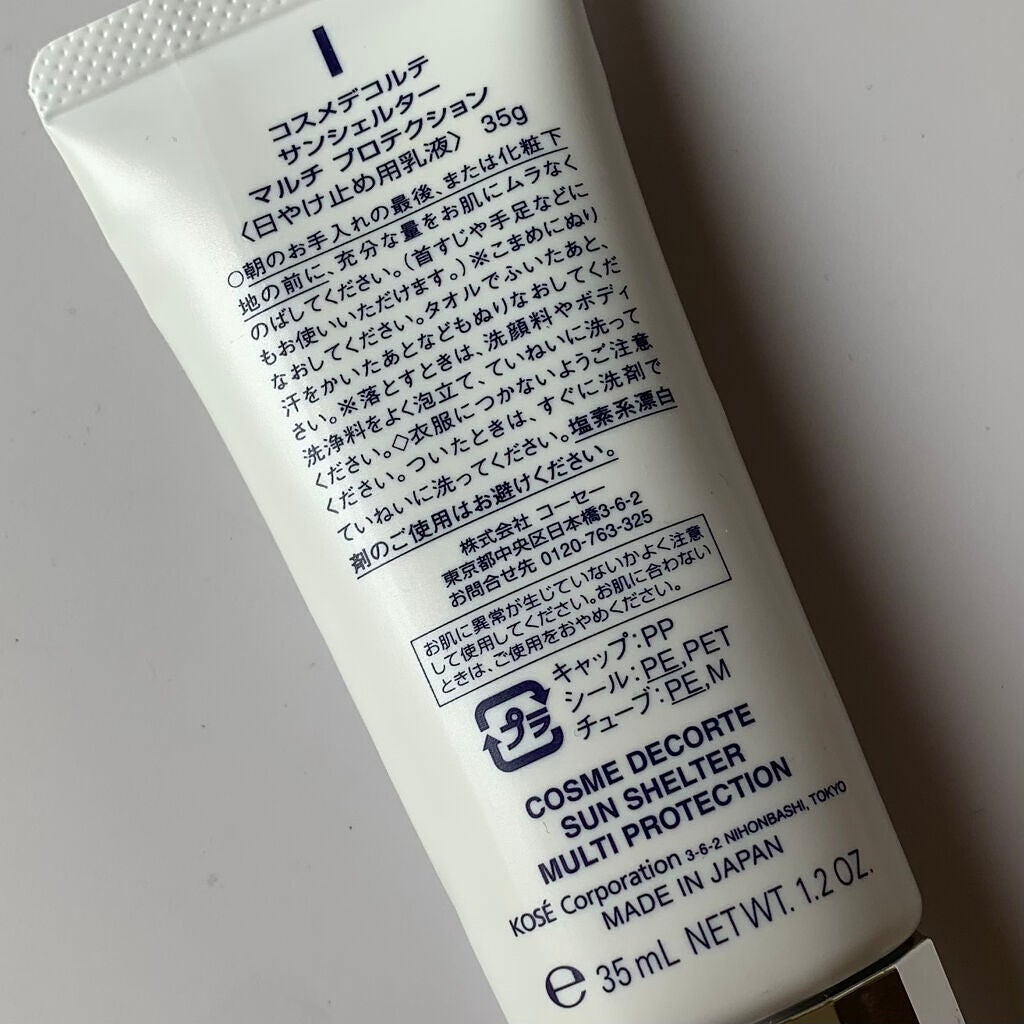 コスメデコルテ
サンシェルター
マルチ プロテクション
〈日やけ止め用乳液〉 35g
○朝のお手入れの最後、または化粧下
地の前に、充分な量をお肌にムラなく
のばしてください。(首すじや手足などに
もお使いいただけます。)※こまめにぬり
なおしてください。タオルでふいたあと、
汗をかいたあとなどもぬりなおしてくだ
さい。※落とすときは、洗顔料やボディ
洗浄料をよく泡立て、ていねいに洗って
ください。◇衣服につかないようご注意
ください。ついたときは、すぐに洗剤で
ていねいに洗ってください。塩素系漂白
剤のご使用はお避けください。
株式会社 コーセー
東京都中央区日本橋3-6-2
お問合せ先 0120-763-325
お肌に異常が生じていないかよく注意
して使用してください。お肌に合わない
ときは、ご使用をおやめください。
プラ
キャップ:PP
シール:PE,PET
チューブ:PE,M
COSME DECORTE
SUN SHELTER
MULTI PROTECTION
KOSÉ Corporation 3-6-2 NIHONBASHI, TOKYO
MADE IN JAPAN
℮ 35mL NET WT. 1.2 OZ.